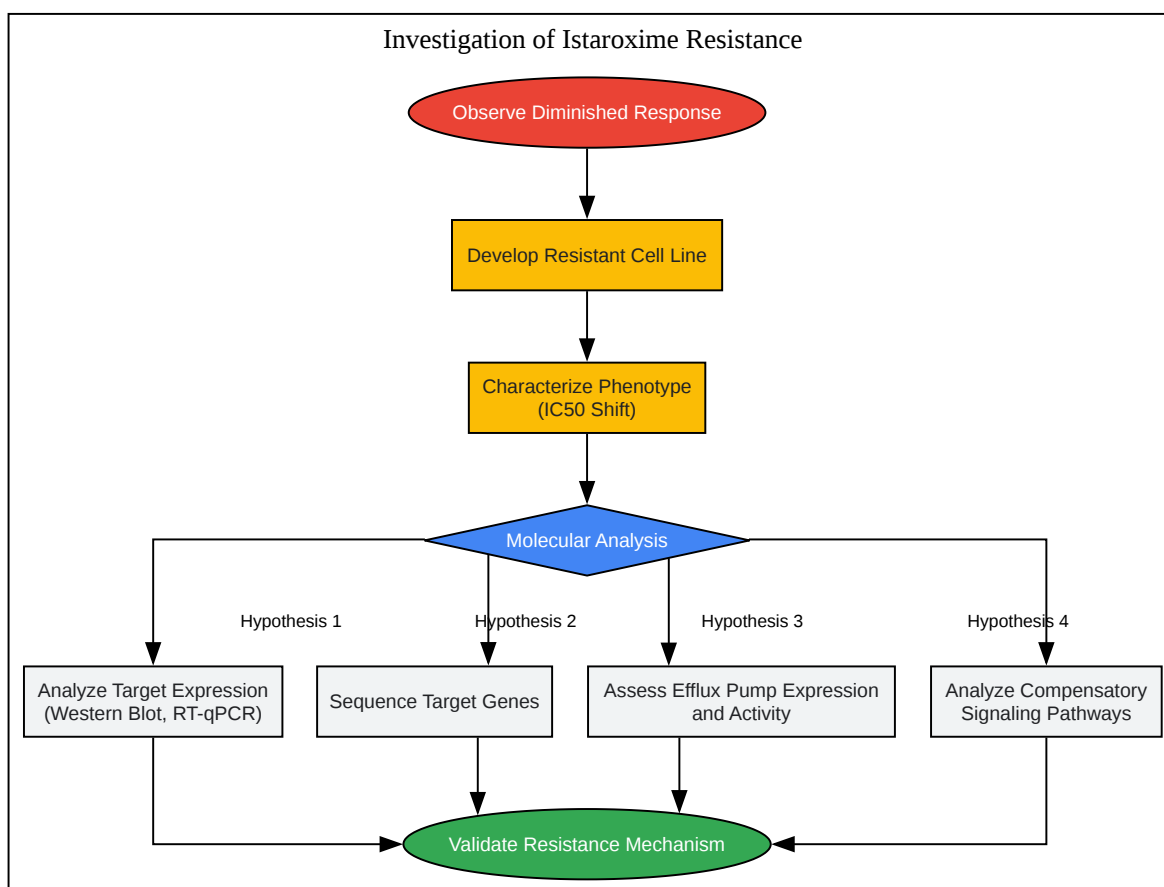 Investigation of Istaroxime Resistance
Observe Diminished Response
Develop Resistant Cell Line
Characterize Phenotype
(IC50 Shift)
Molecular Analysis
Hypothesis 1
Hypothesis 2
Hypothesis 3
Hypothesis 4
Analyze Target Expression
(Western Blot, RT-qPCR)
Sequence Target Genes
Assess Efflux Pump Expression
and Activity
Analyze Compensatory
Signaling Pathways
Validate Resistance Mechanism